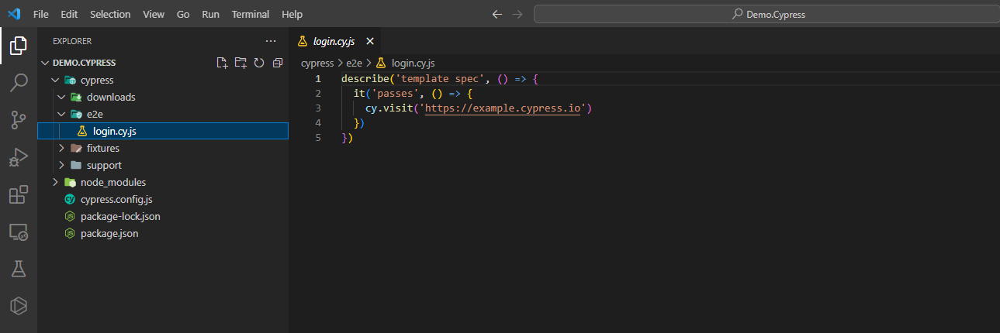 File Edit Selection View Go Run Terminal Help
Demo.Cypress
EXPLORER
DEMO.CYPRESS
cypress
downloads
e2e
login.cy.js
fixtures
support
node_modules
cypress.config.js
package-lock.json
package.json
login.cy.js
cypress > e2e > login.cy.js
1 describe('template spec', () => {
2 it('passes', () => {
3 cy.visit('https://example.cypress.io')
4 })
5 })